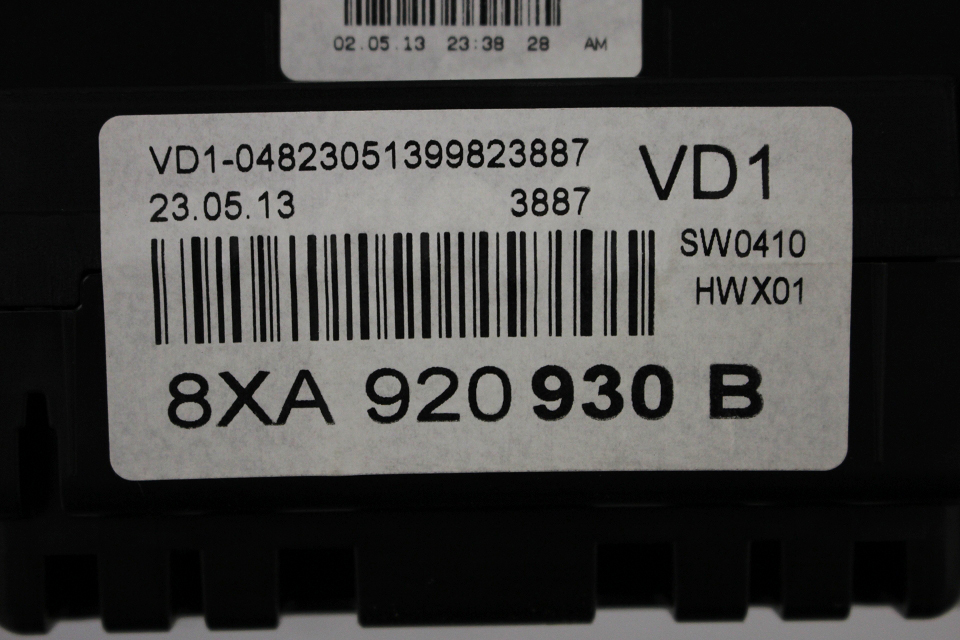 02.05.13 23:38 28 AM
VD1-04823051399823887
VD1
23.05.13 3887
SW0410
HWX01
8XA 920 930 B